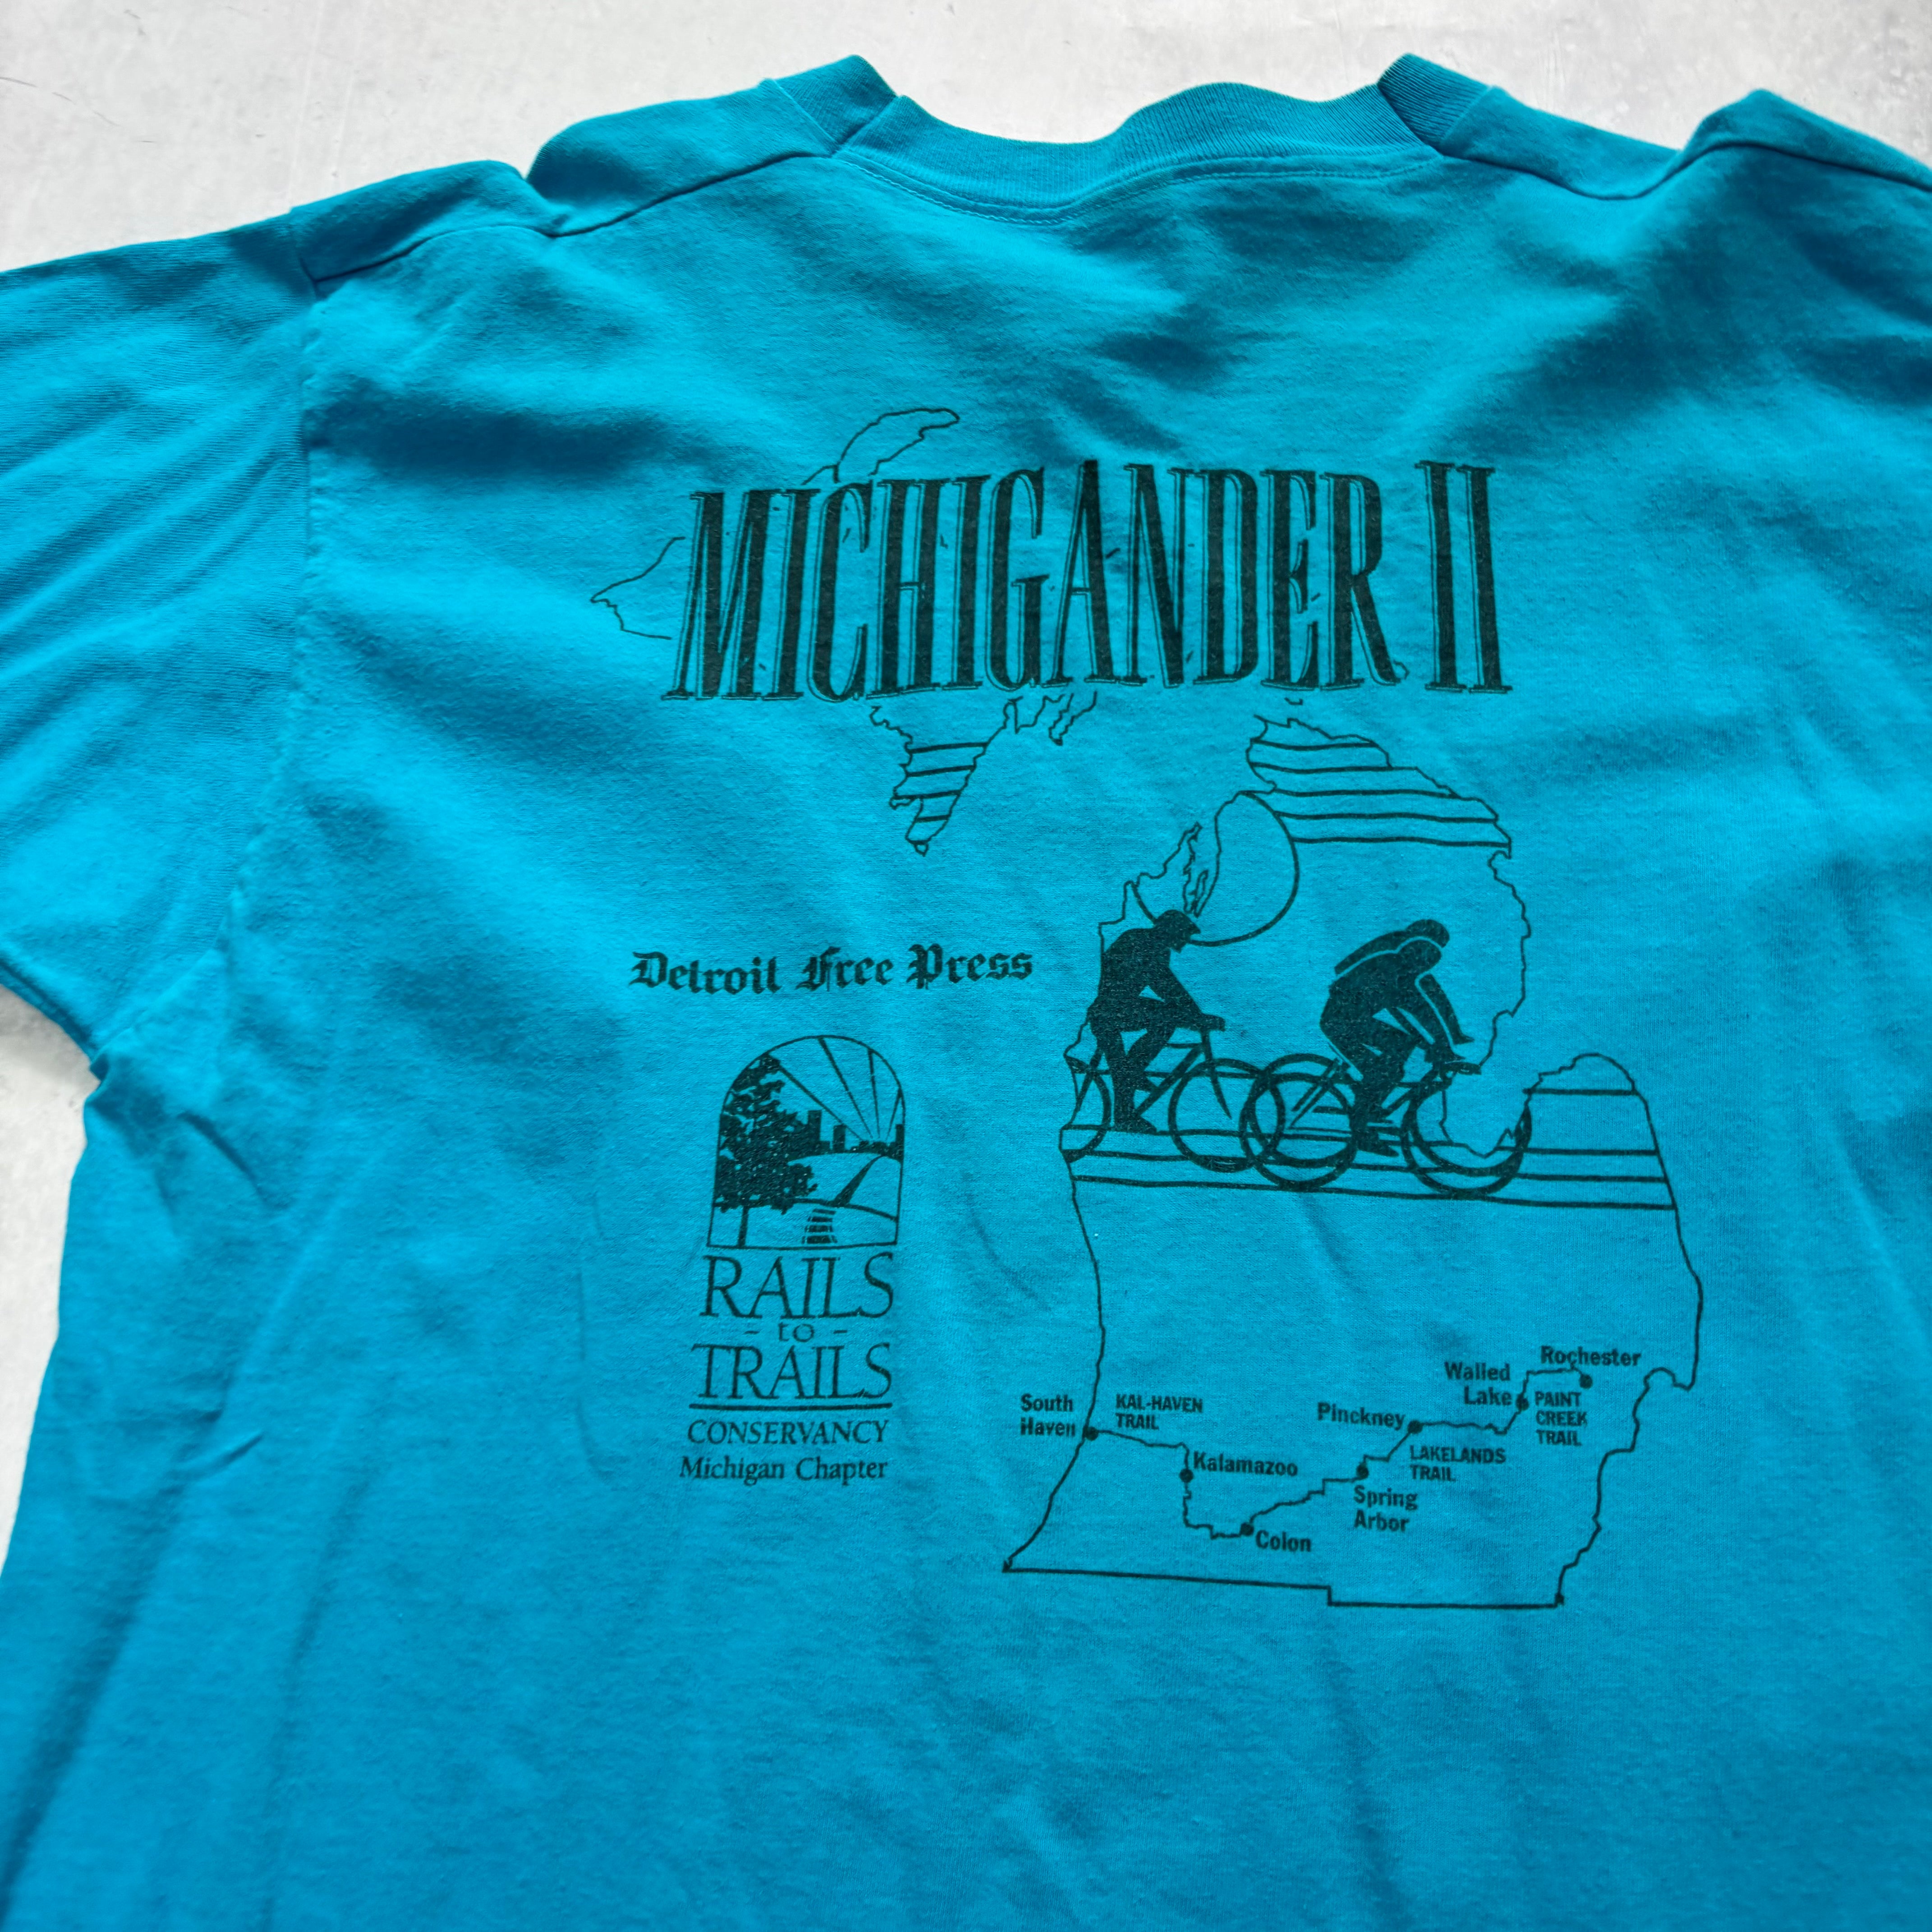 MICHIGANDER II
Detroit Free Press
RAILS
- to -
TRAILS
CONSERVANCY
Michigan Chapter
South
Haven
KAL-HAVEN
TRAIL
Kalamazoo
Colon
Spring
Arbor
Pinckney
LAKELANDS
TRAIL
Walled
Lake
Rochester
PAINT
CREEK
TRAIL